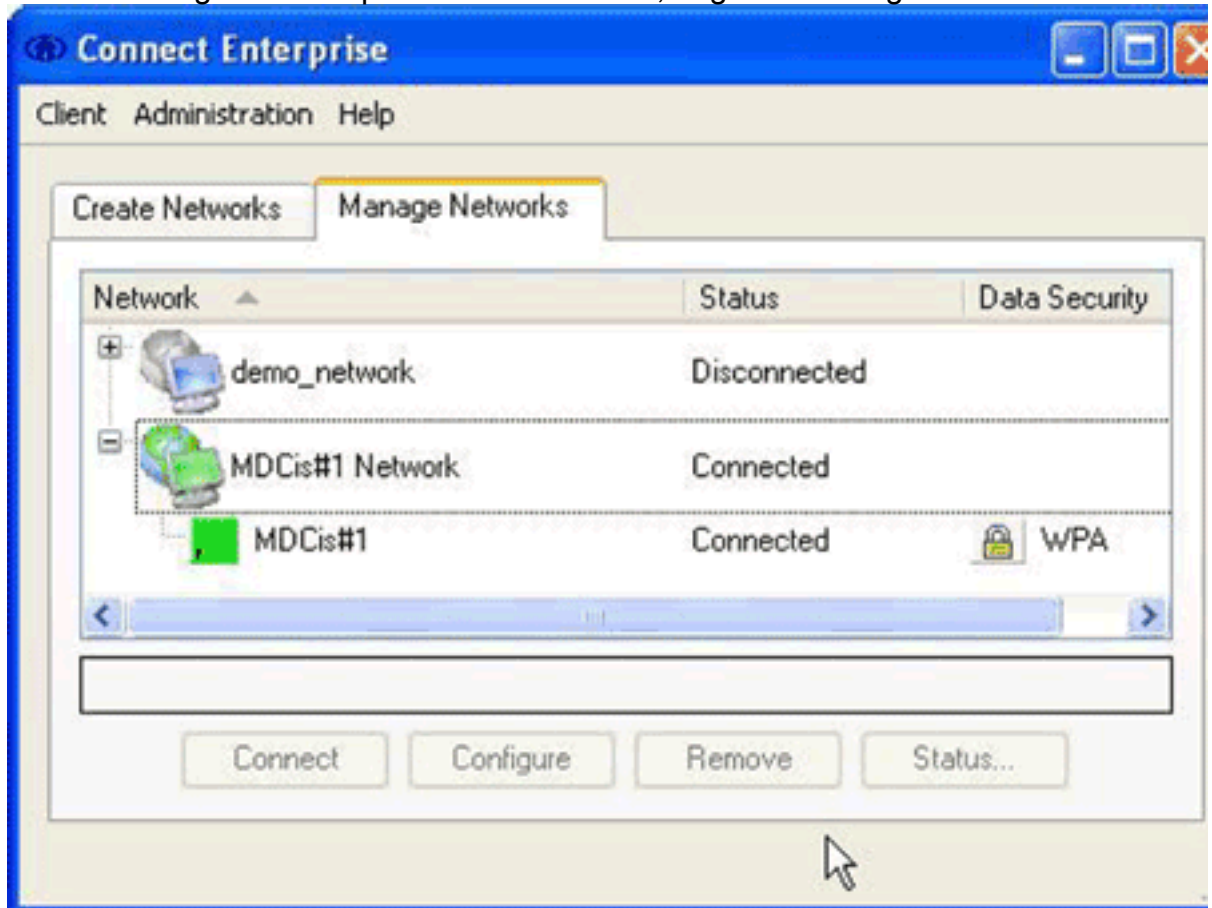 Connect Enterprise
Client Administration Help
Create Networks Manage Networks
Network Status Data Security
demo_network Disconnected
MDCis#1 Network Connected
MDCis#1 Connected WPA
Connect Configure Remove Status...